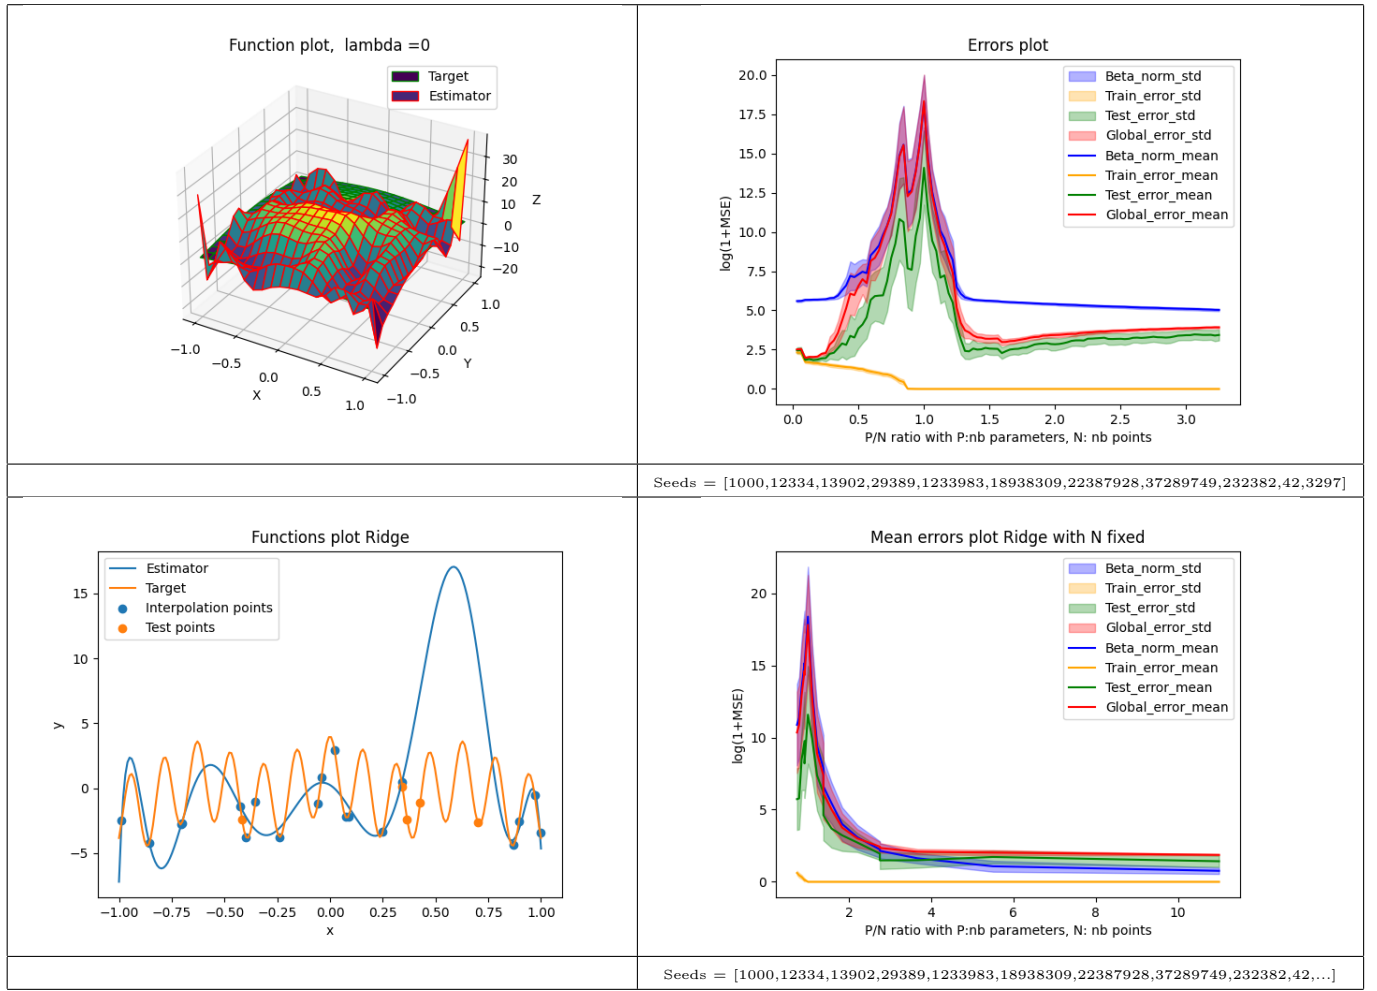 Function plot, lambda =0
Target
Estimator
30
20
10
0
−10
−20
Z
−1.0
−0.5
0.0
0.5
1.0
X
−1.0
−0.5
0.0
0.5
1.0
Y
Errors plot
20.0
17.5
15.0
12.5
10.0
7.5
5.0
2.5
0.0
log(1+MSE)
Beta_norm_std
Train_error_std
Test_error_std
Global_error_std
Beta_norm_mean
Train_error_mean
Test_error_mean
Global_error_mean
0.0 0.5 1.0 1.5 2.0 2.5 3.0
P/N ratio with P:nb parameters, N: nb points
Seeds = [1000,12334,13902,29389,1233983,18938309,22387928,37289749,232382,42,3297]
Functions plot Ridge
Estimator
Target
Interpolation points
Test points
15
10
5
0
−5
y
−1.00 −0.75 −0.50 −0.25 0.00 0.25 0.50 0.75 1.00
x
Mean errors plot Ridge with N fixed
20
15
10
5
0
log(1+MSE)
Beta_norm_std
Train_error_std
Test_error_std
Global_error_std
Beta_norm_mean
Train_error_mean
Test_error_mean
Global_error_mean
2 4 6 8 10
P/N ratio with P:nb parameters, N: nb points
Seeds = [1000,12334,13902,29389,1233983,18938309,22387928,37289749,232382,42,...]